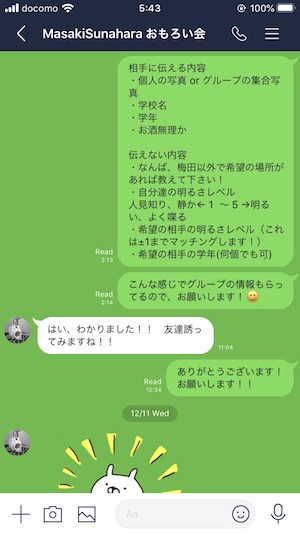 docomo
5:43
100%
MasakiSunahara おもろい会
相手に伝える内容
・個人の写真 or グループの集合写
真
・学校名
・学年
・お酒無理か
伝えない内容
・なんば、梅田以外で希望の場所が
あれば教えて下さい！
・自分達の明るさレベル
人見知り、静か← 1 〜 5 →明る
い、よく喋る
・希望の相手の明るさレベル（これ
は±1までマッチングします！）
・希望の相手の学年(何個でも可)
Read
2:13
こんな感じでグループの情報もらっ
てるので、お願いします！😊
Read
2:14
はい、わかりました！！　友達誘っ
てみますね！！
11:04
ありがとうございます！
お願いします！！
Read
12:34
12/11 Wed
Aa